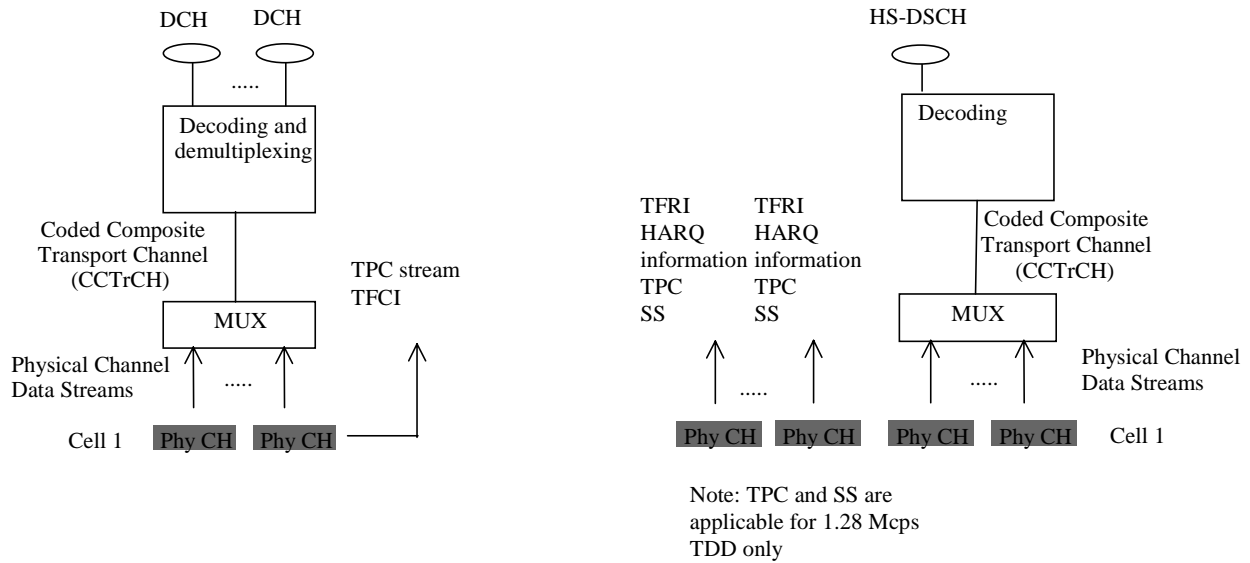 DCH
DCH
.....
Decoding and
demultiplexing
Coded Composite
Transport Channel
(CCTrCH)
MUX
TPC stream
TFCI
Physical Channel
Data Streams
.....
Cell 1
Phy CH
Phy CH
HS-DSCH
Decoding
TFRI
HARQ
information
TPC
SS
TFRI
HARQ
information
TPC
SS
Coded Composite
Transport Channel
(CCTrCH)
MUX
Physical Channel
Data Streams
.....
.....
Phy CH
Phy CH
Phy CH
Phy CH
Cell 1
Note: TPC and SS are
applicable for 1.28 Mcps
TDD only